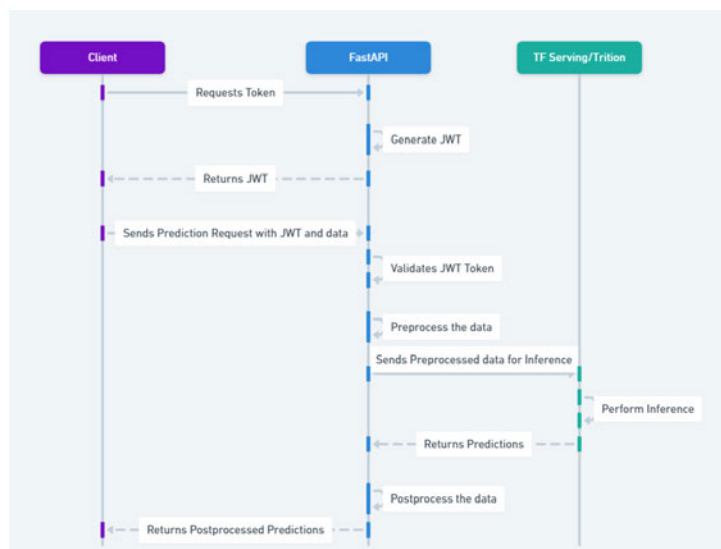 Client
FastAPI
TF Serving/Trition
Requests Token
Generate JWT
Returns JWT
Sends Prediction Request with JWT and data
Validates JWT Token
Preprocess the data
Sends Preprocessed data for Inference
Perform Inference
Returns Predictions
Postprocess the data
Returns Postprocessed Predictions